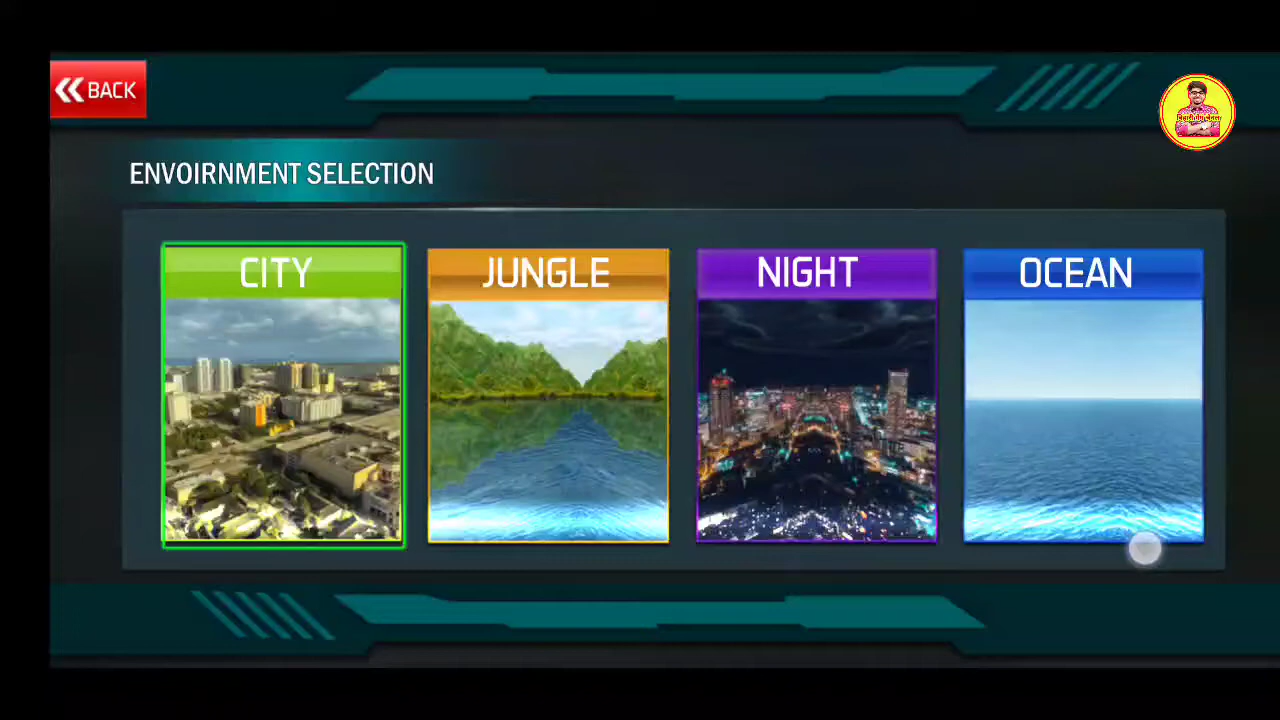 BACK
ENVOIRNMENT SELECTION
CITY
JUNGLE
NIGHT
OCEAN